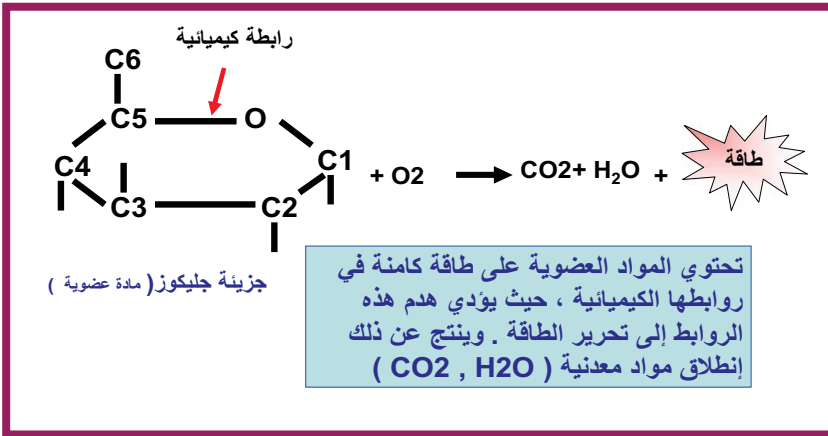 رابطة كيميائية
C6
C5 O
C4 C1 + O2 CO2+ H₂O + طاقة
C3 C2
جزيئة جليكوز( مادة عضوية )
تحتوي المواد العضوية على طاقة كامنة في
روابطها الكيميائية ، حيث يؤدي هدم هذه
الروابط إلى تحرير الطاقة . وينتج عن ذلك
إنطلاق مواد معدنية ( CO2 , H2O )